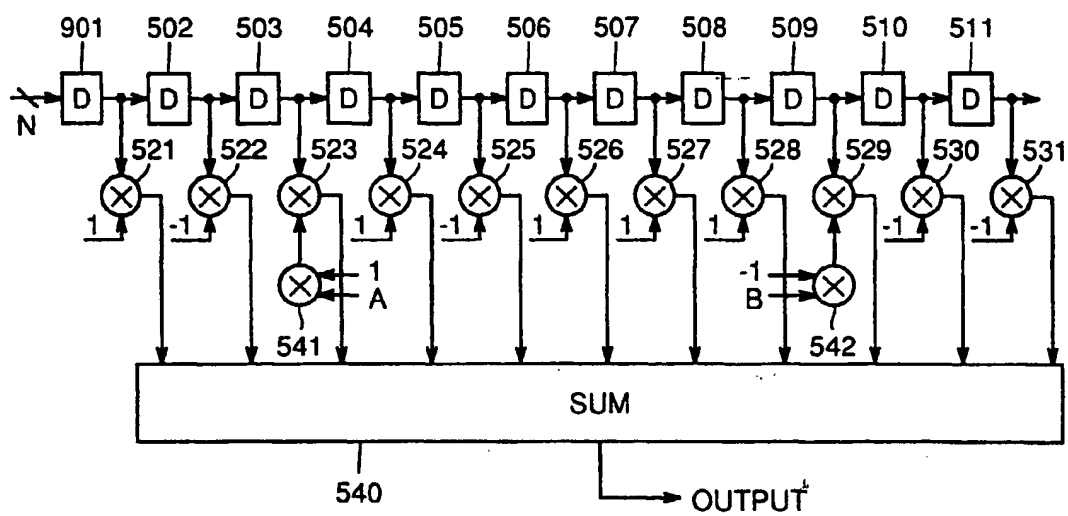 901 502 503 504 505 506 507 508 509 510 511
D D D D D D D D D D D
N
521 522 523 524 525 526 527 528 529 530 531
1 -1 1 -1 1 1 1 -1 -1
1 -1
A B
541 542
SUM
540
OUTPUT